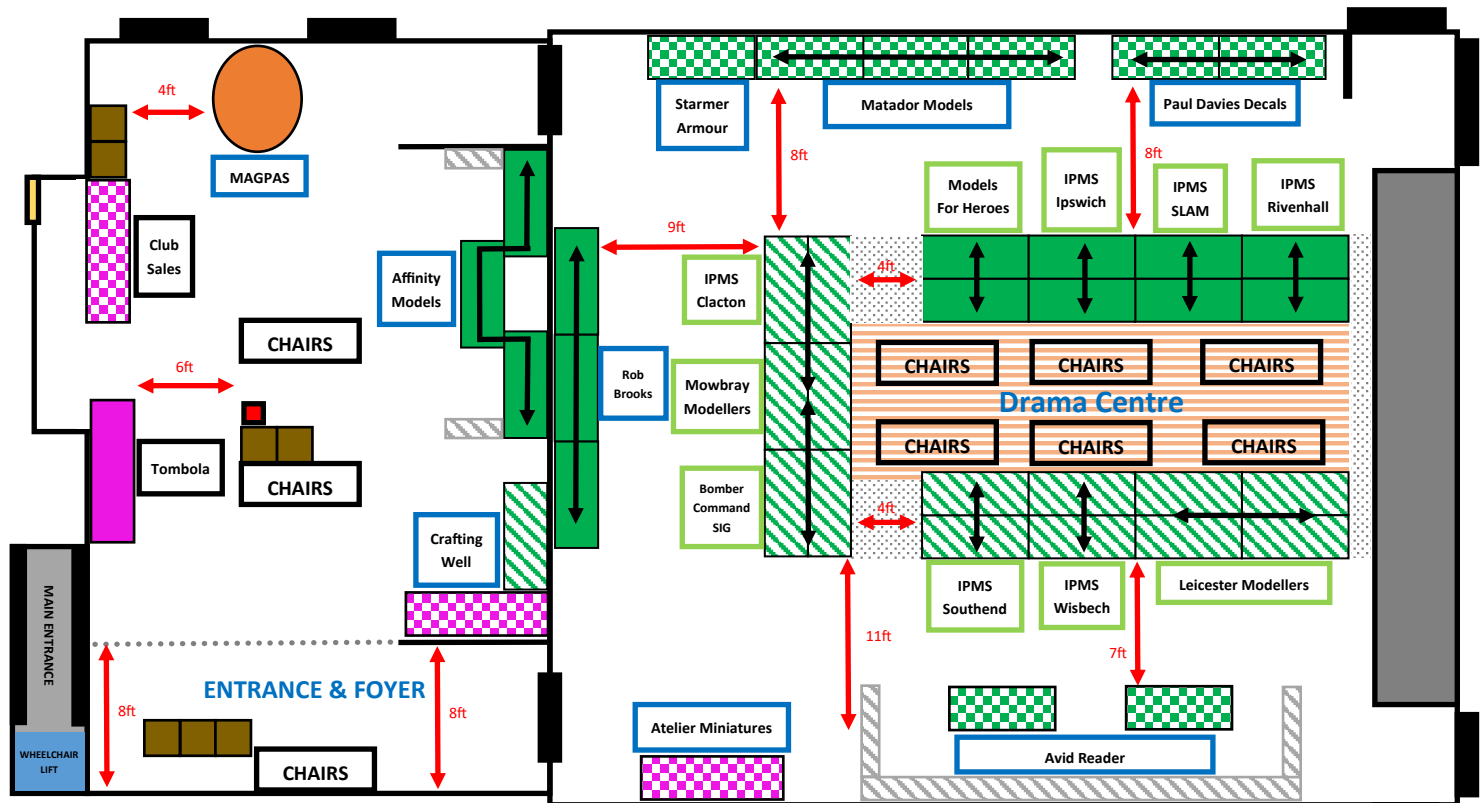 4ft
MAGPAS
Club
Sales
CHAIRS
6ft
Tombola
CHAIRS
Affinity
Models
Crafting
Well
MAIN ENTRANCE
WHEELCHAIR
LIFT
ENTRANCE & FOYER
8ft
8ft
CHAIRS
Starmer
Armour
Matador Models
Paul Davies Decals
8ft
8ft
9ft
Models
For Heroes
IPMS
Ipswich
IPMS
SLAM
IPMS
Rivenhall
IPMS
Clacton
4ft
Rob
Brooks
Mowbray
Modellers
CHAIRS
CHAIRS
CHAIRS
Drama Centre
CHAIRS
CHAIRS
CHAIRS
Bomber
Command
SIG
4ft
IPMS
Southend
IPMS
Wisbech
Leicester Modellers
11ft
7ft
Atelier Miniatures
Avid Reader